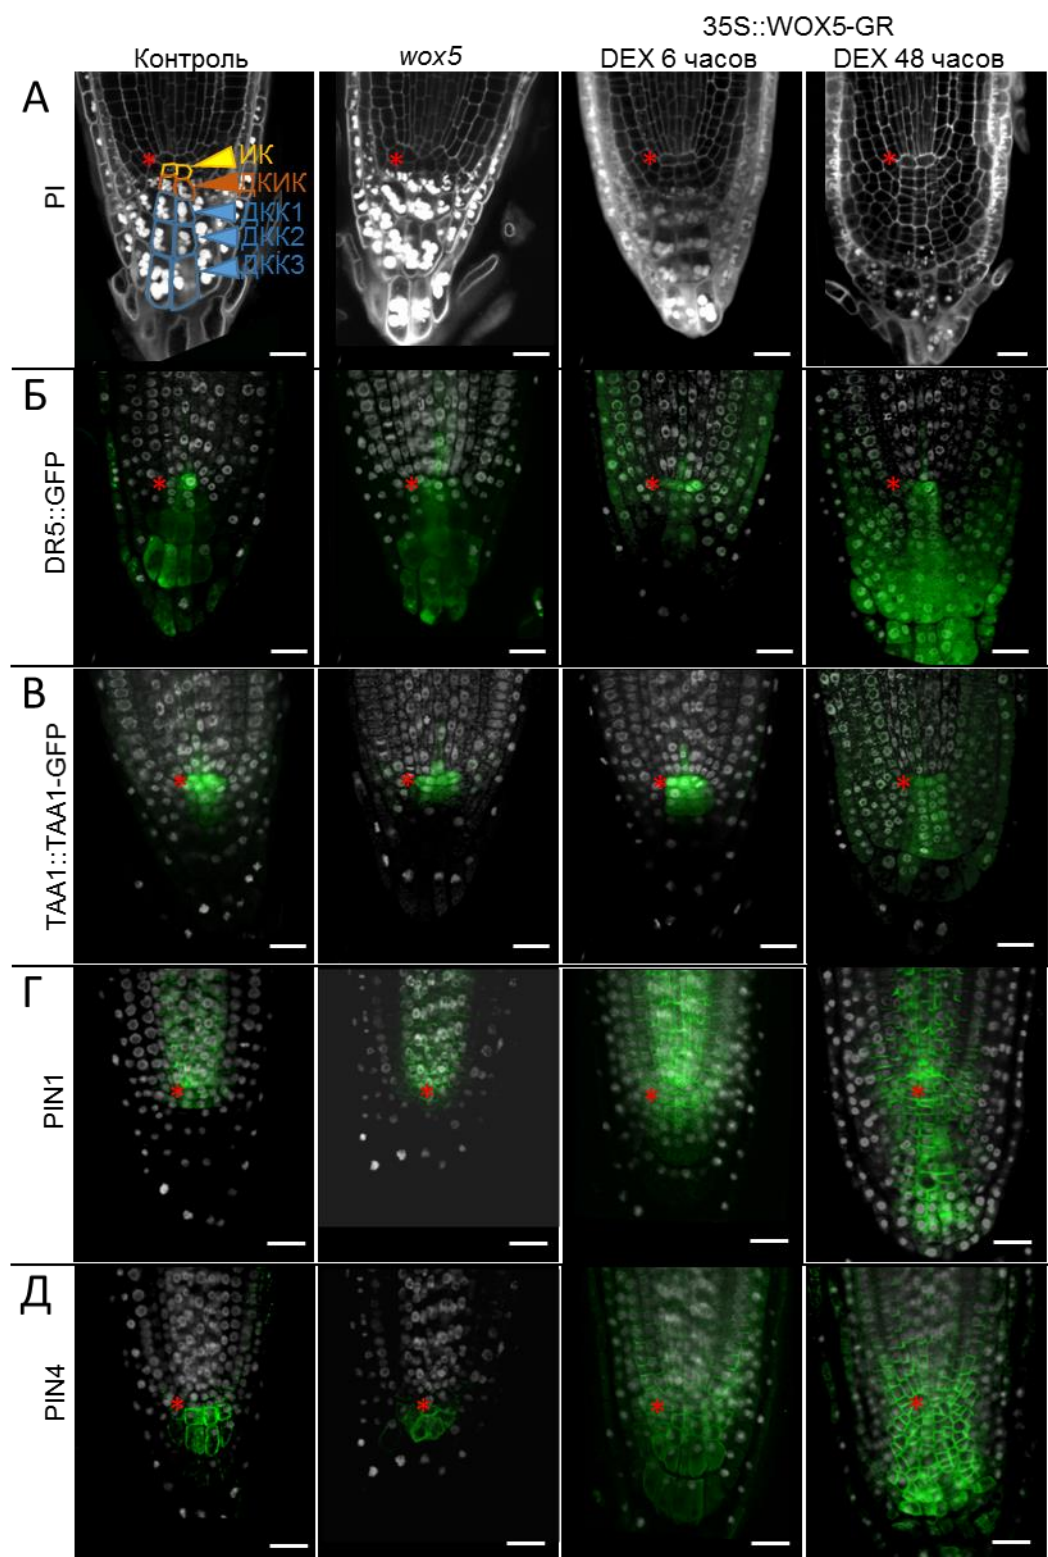 35S::WOX5-GR
Контроль wox5 DEX 6 часов DEX 48 часов
А
PI
ИК
ДКИК
ДКК1
ДКК2
ДКК3
Б
DR5::GFP
В
TAA1::TAA1-GFP
Г
PIN1
Д
PIN4